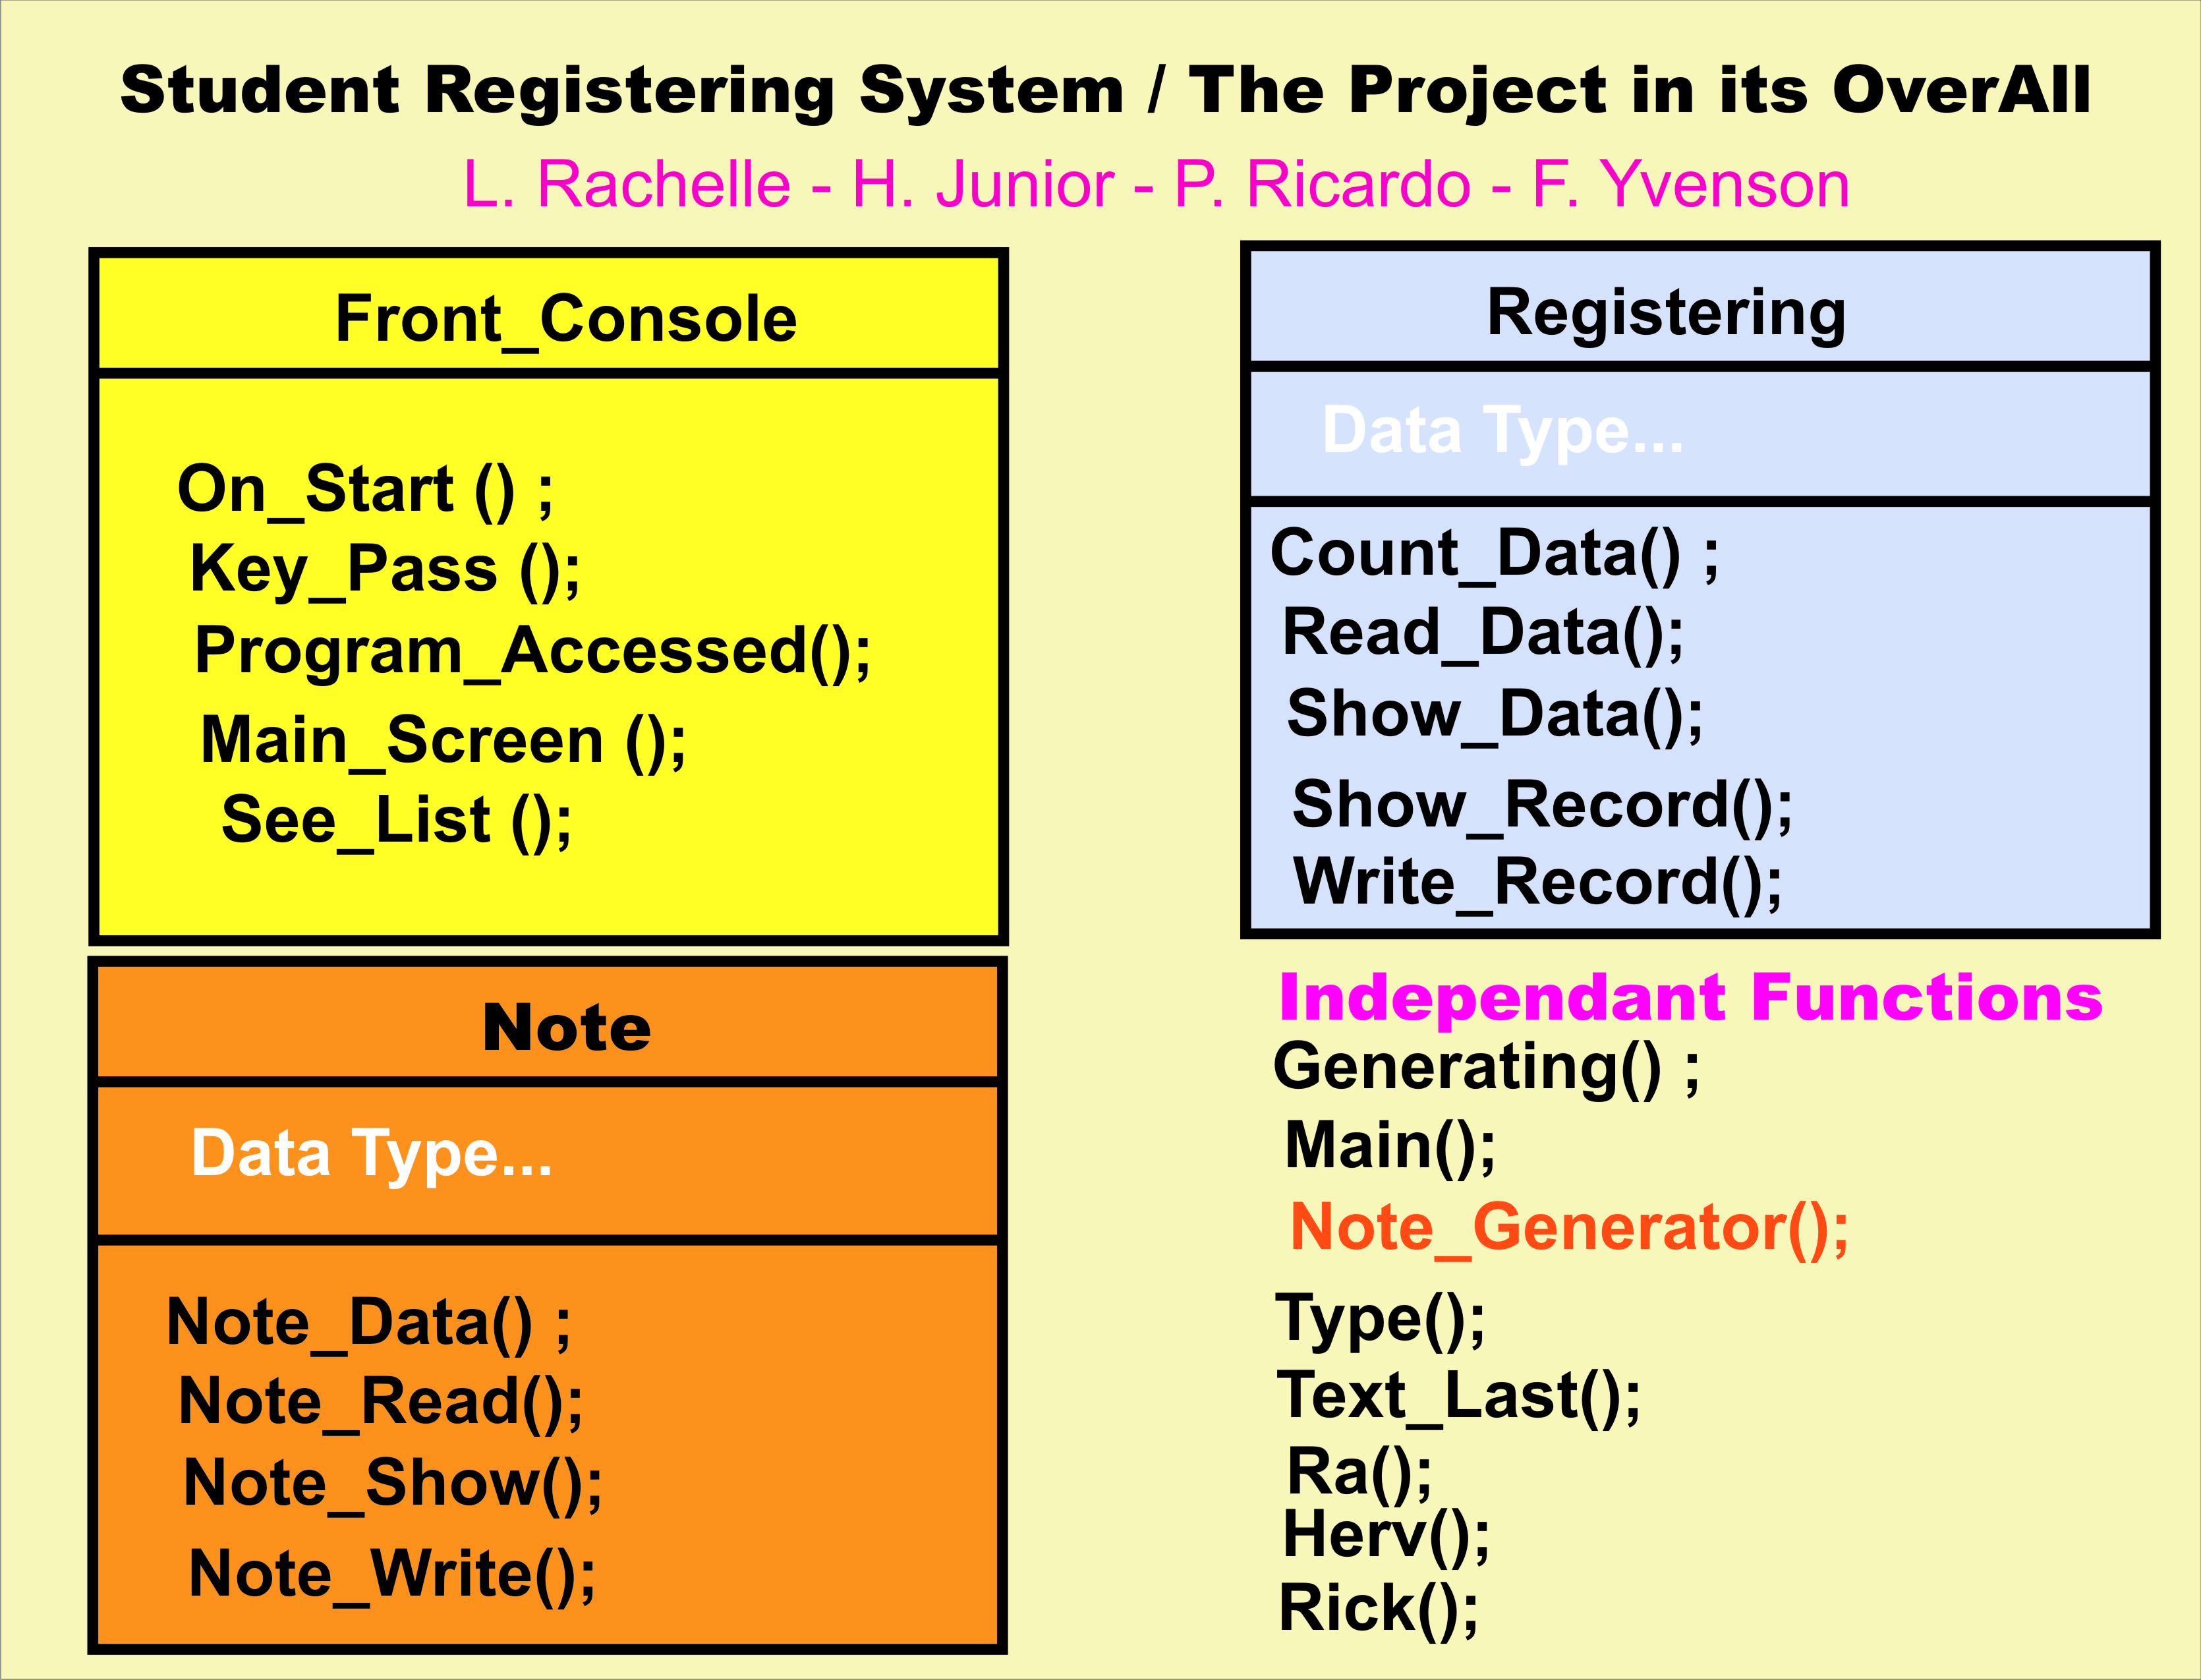 Student Registering System / The Project in its OverAll
L. Rachelle - H. Junior - P. Ricardo - F. Yvenson
Front_Console
On_Start () ;
Key_Pass ();
Program_Accessed();
Main_Screen ();
See_List ();
Registering
Data Type...
Count_Data() ;
Read_Data();
Show_Data();
Show_Record();
Write_Record();
Note
Data Type...
Note_Data() ;
Note_Read();
Note_Show();
Note_Write();
Independant Functions
Generating() ;
Main();
Note_Generator();
Type();
Text_Last();
Ra();
Herv();
Rick();